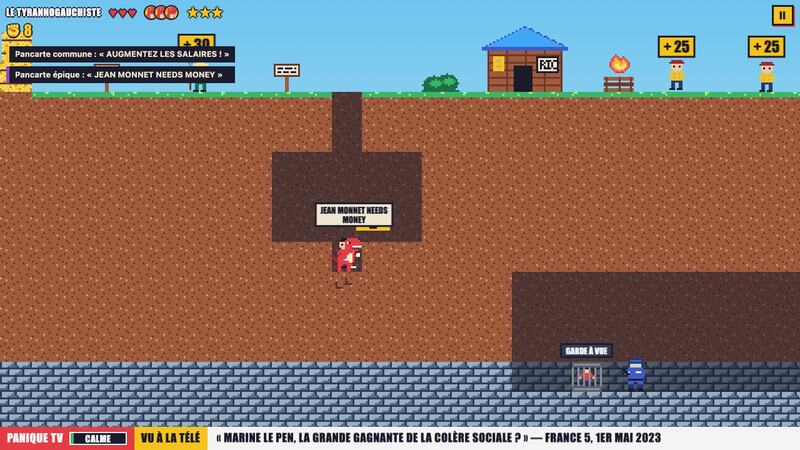 LE TYRANNOGAUCHISTE
8
+ 30
Pancarte commune : « AUGMENTEZ LES SALAIRES ! »
Pancarte épique : « JEAN MONNET NEEDS MONEY »
RIC
+ 25
+ 25
JEAN MONNET NEEDS
MONEY
GARDE À VUE
PANIQUE TV
CALME
VU À LA TÉLÉ
« MARINE LE PEN, LA GRANDE GAGNANTE DE LA COLÈRE SOCIALE ? » — FRANCE 5, 1ER MAI 2023